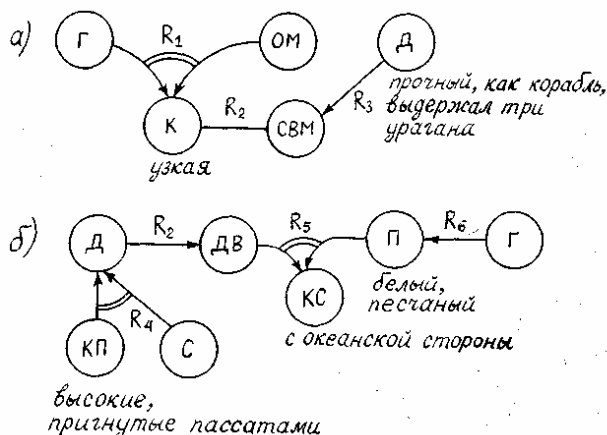 а)
Г
R1
ОМ
Д
К
R2
СВМ
R3
прочный, как корабль,
выдержал три
урагана
узкая
б)
Д
R2
ДВ
R5
П
R6
Г
белый,
песчаный
КС
с океанской стороны
R4
КП
С
высокие,
пригнутые пассатами